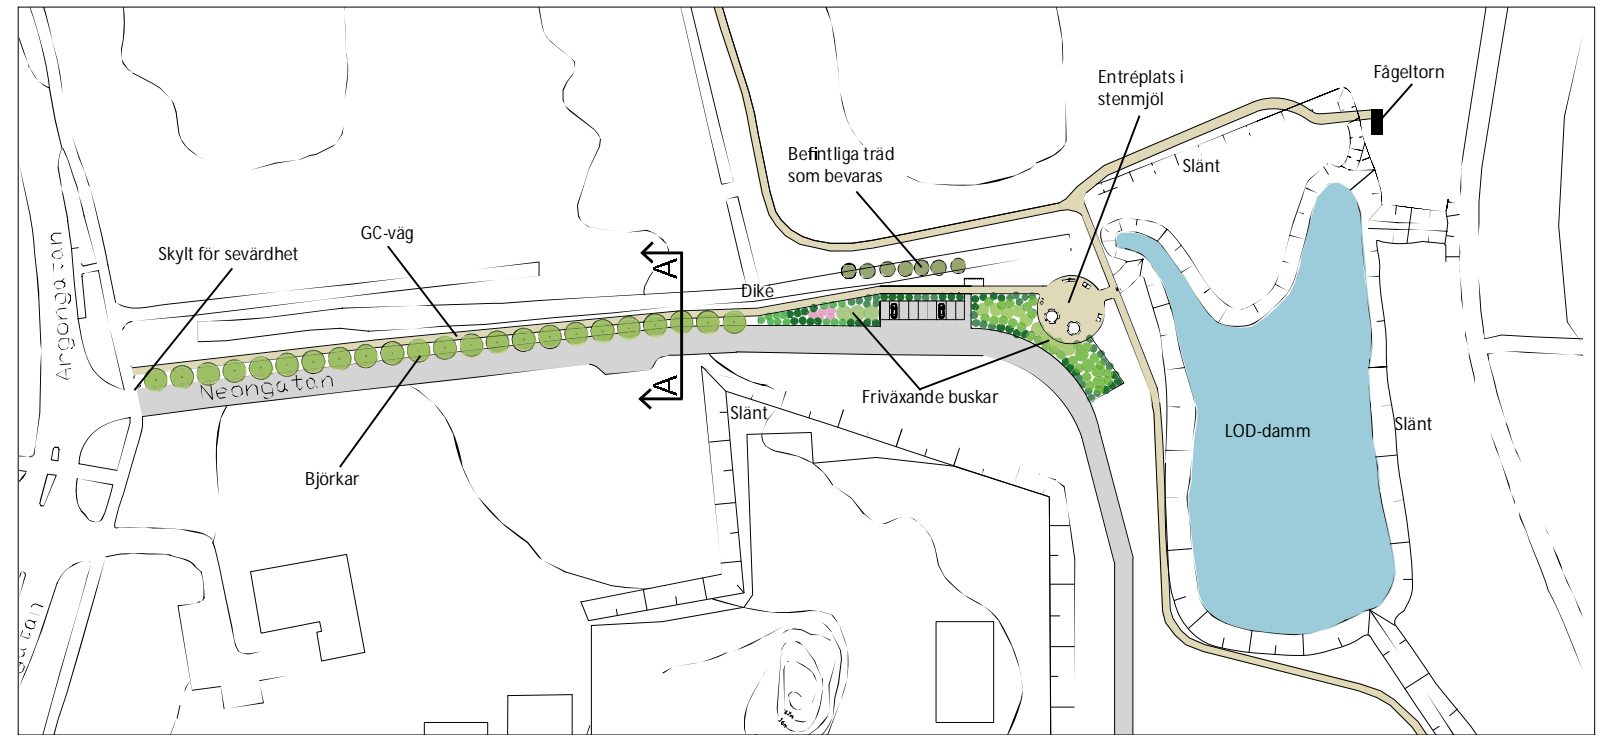 Entréplats i
stenmjöl
Fågeltorn
Befintliga träd
som bevaras
Slänt
GC-väg
Skylt för sevärdhet
Argongatan
A
Dike
Neongatan
A
Friväxande buskar
Slänt
Slänt
LOD-damm
Björkar
gatan